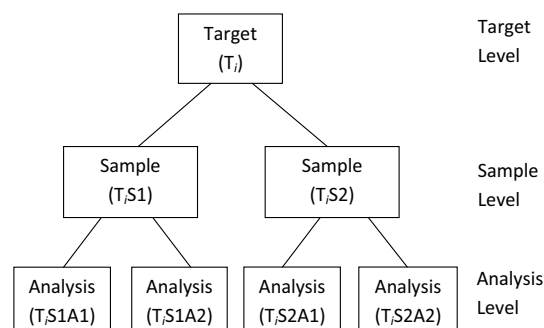 Target
(Tᵢ)
Target
Level
Sample
(TᵢS1)
Sample
(TᵢS2)
Sample
Level
Analysis
(TᵢS1A1)
Analysis
(TᵢS1A2)
Analysis
(TᵢS2A1)
Analysis
(TᵢS2A2)
Analysis
Level